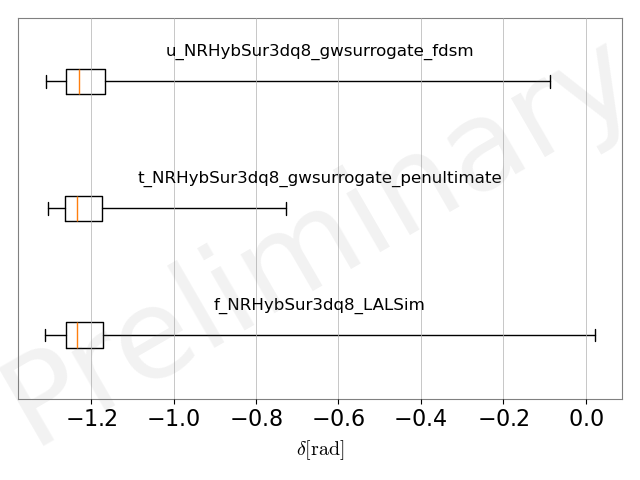 u_NRHybSur3dq8_gwsurrogate_fdsm
t_NRHybSur3dq8_gwsurrogate_penultimate
f_NRHybSur3dq8_LALSim
Preliminary
−1.2 −1.0 −0.8 −0.6 −0.4 −0.2 0.0
δ[rad]